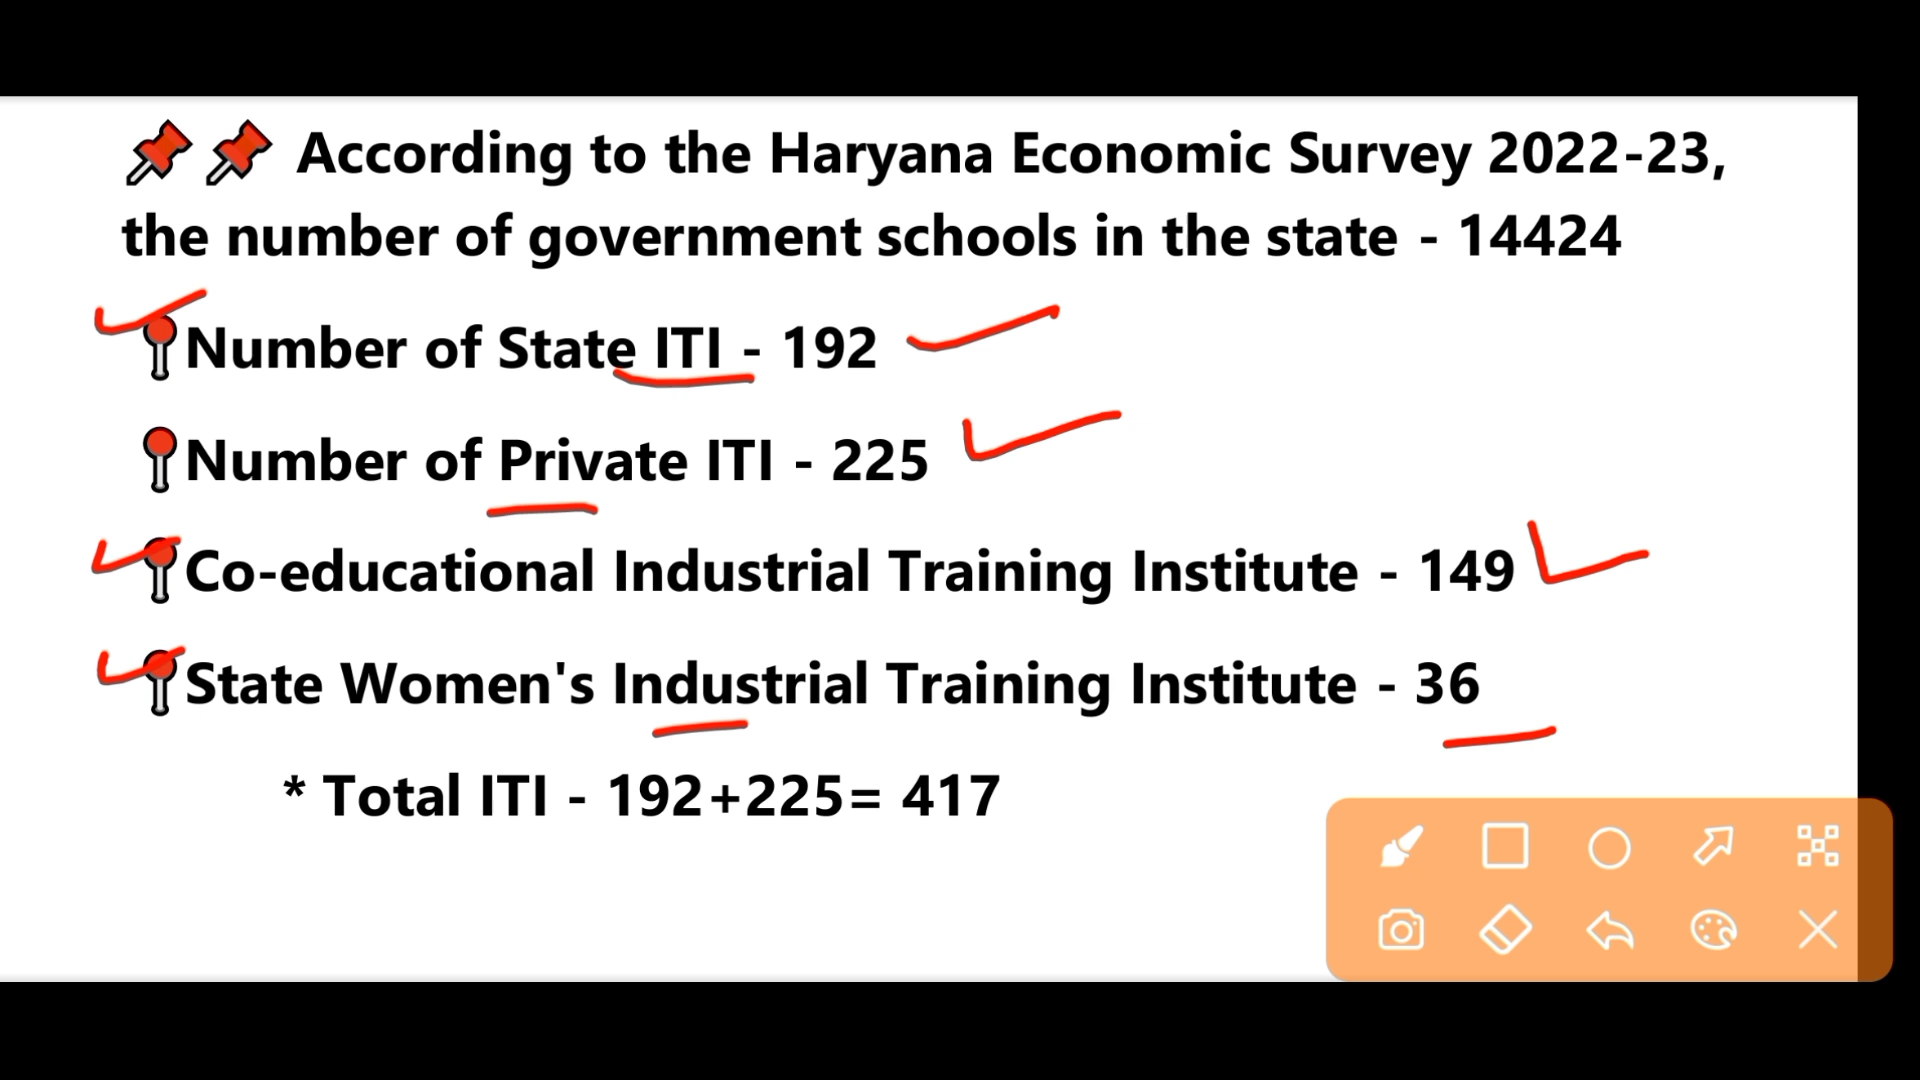 📌📌 According to the Haryana Economic Survey 2022-23,
the number of government schools in the state - 14424
📍Number of State ITI - 192
📍Number of Private ITI - 225
📍Co-educational Industrial Training Institute - 149
📍State Women's Industrial Training Institute - 36
* Total ITI - 192+225= 417